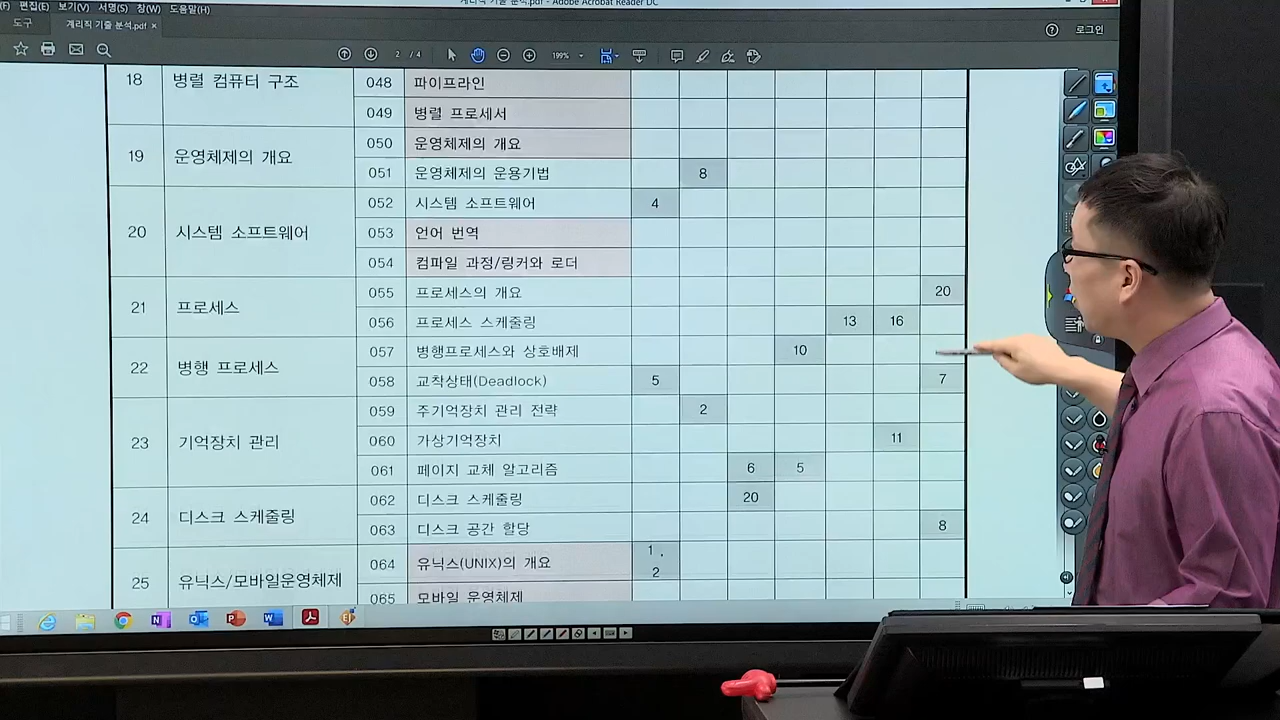 계리직 기출 분석.pdf - Adobe Acrobat Reader DC
(F) 편집(E) 보기(V) 서명(S) 창(W) 도움말(H)
도구 계리직 기출 분석.pdf × 로그인
2 / 4 199%
18 병렬 컴퓨터 구조 048 파이프라인
049 병렬 프로세서
19 운영체제의 개요 050 운영체제의 개요
051 운영체제의 운용기법 8
20 시스템 소프트웨어 052 시스템 소프트웨어 4
053 언어 번역
054 컴파일 과정/링커와 로더
21 프로세스 055 프로세스의 개요 20
056 프로세스 스케줄링 13 16
22 병행 프로세스 057 병행프로세스와 상호배제 10
058 교착상태(Deadlock) 5 7
23 기억장치 관리 059 주기억장치 관리 전략 2
060 가상기억장치 11
061 페이지 교체 알고리즘 6 5
24 디스크 스케줄링 062 디스크 스케줄링 20
063 디스크 공간 할당 8
25 유닉스/모바일운영체제 064 유닉스(UNIX)의 개요 1 .
2
065 모바일 운영체제